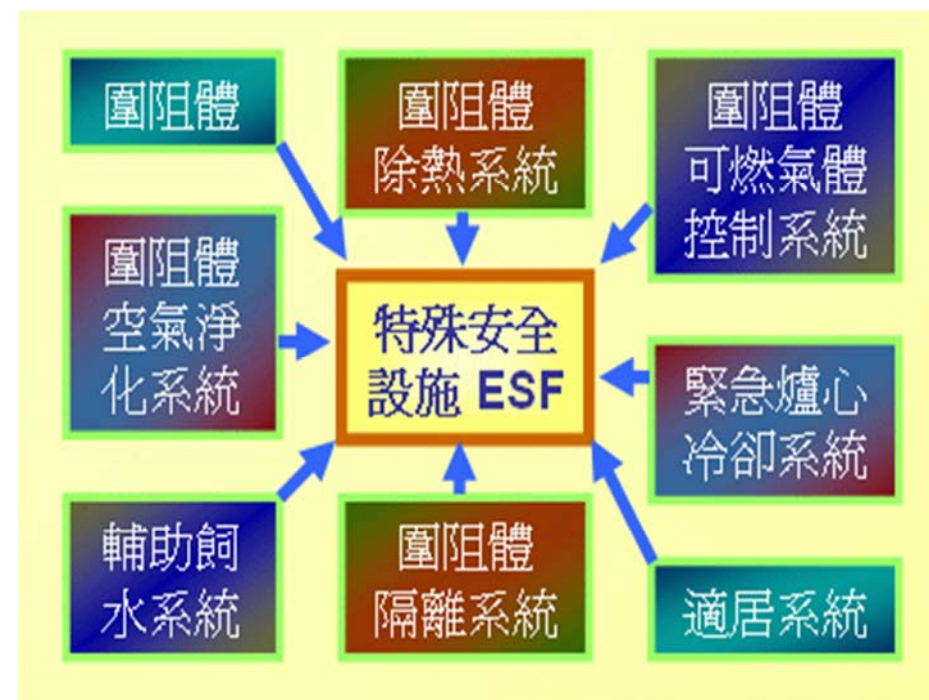 圍阻體
圍阻體
除熱系統
圍阻體
可燃氣體
控制系統
圍阻體
空氣淨
化系統
特殊安全
設施 ESF
緊急爐心
冷卻系統
輔助飼
水系統
圍阻體
隔離系統
適居系統